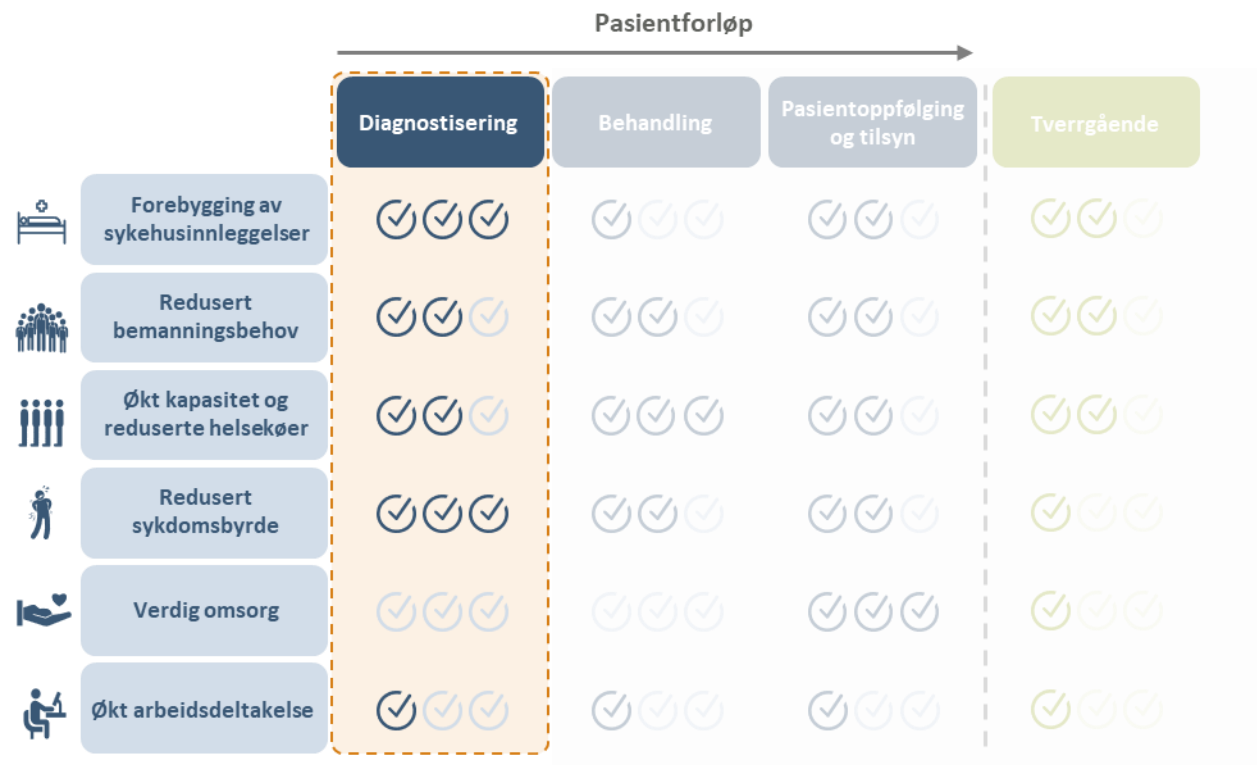 Pasientforløp
Diagnostisering
Behandling
Pasientoppfølging
og tilsyn
Tverrgående
Forebygging av
sykehusinnleggelser
Redusert
bemanningsbehov
Økt kapasitet og
reduserte helsekøer
Redusert
sykdomsbyrde
Verdig omsorg
Økt arbeidsdeltakelse